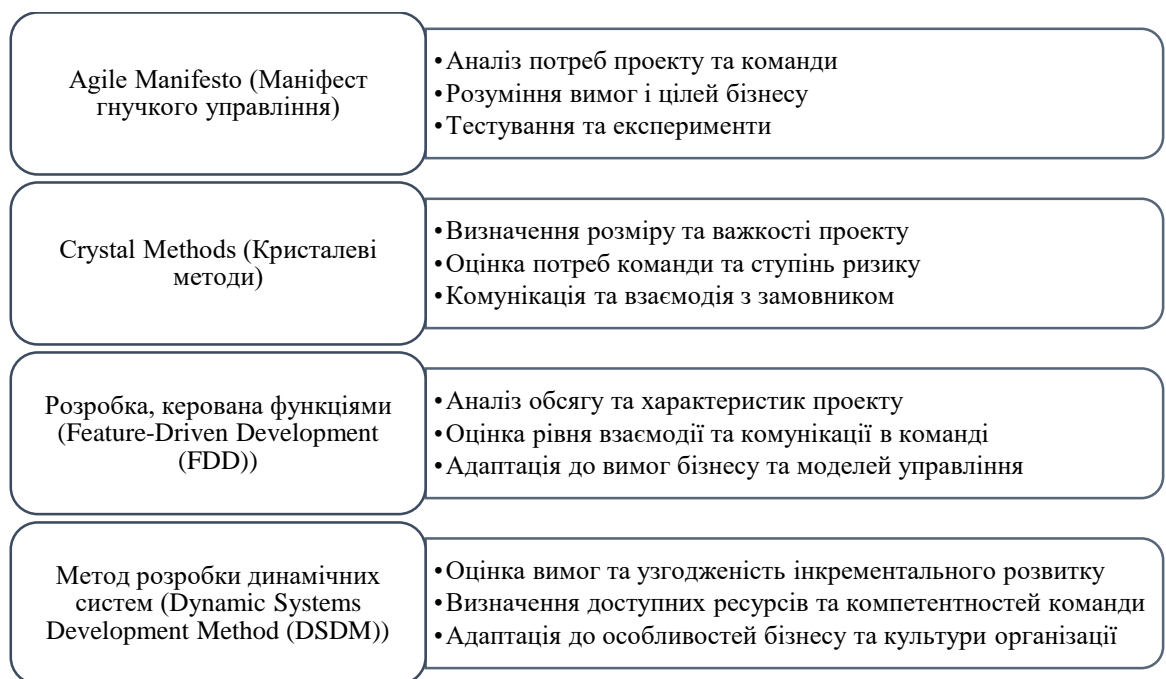 Agile Manifesto (Маніфест
гнучкого управління)
•Аналіз потреб проекту та команди
•Розуміння вимог і цілей бізнесу
•Тестування та експерименти
Crystal Methods (Кристалеві
методи)
•Визначення розміру та важкості проекту
•Оцінка потреб команди та ступінь ризику
•Комунікація та взаємодія з замовником
Розробка, керована функціями
(Feature-Driven Development
(FDD))
•Аналіз обсягу та характеристик проекту
•Оцінка рівня взаємодії та комунікації в команді
•Адаптація до вимог бізнесу та моделей управління
Метод розробки динамічних
систем (Dynamic Systems
Development Method (DSDM))
•Оцінка вимог та узгодженість інкрементального розвитку
•Визначення доступних ресурсів та компетентностей команди
•Адаптація до особливостей бізнесу та культури організації